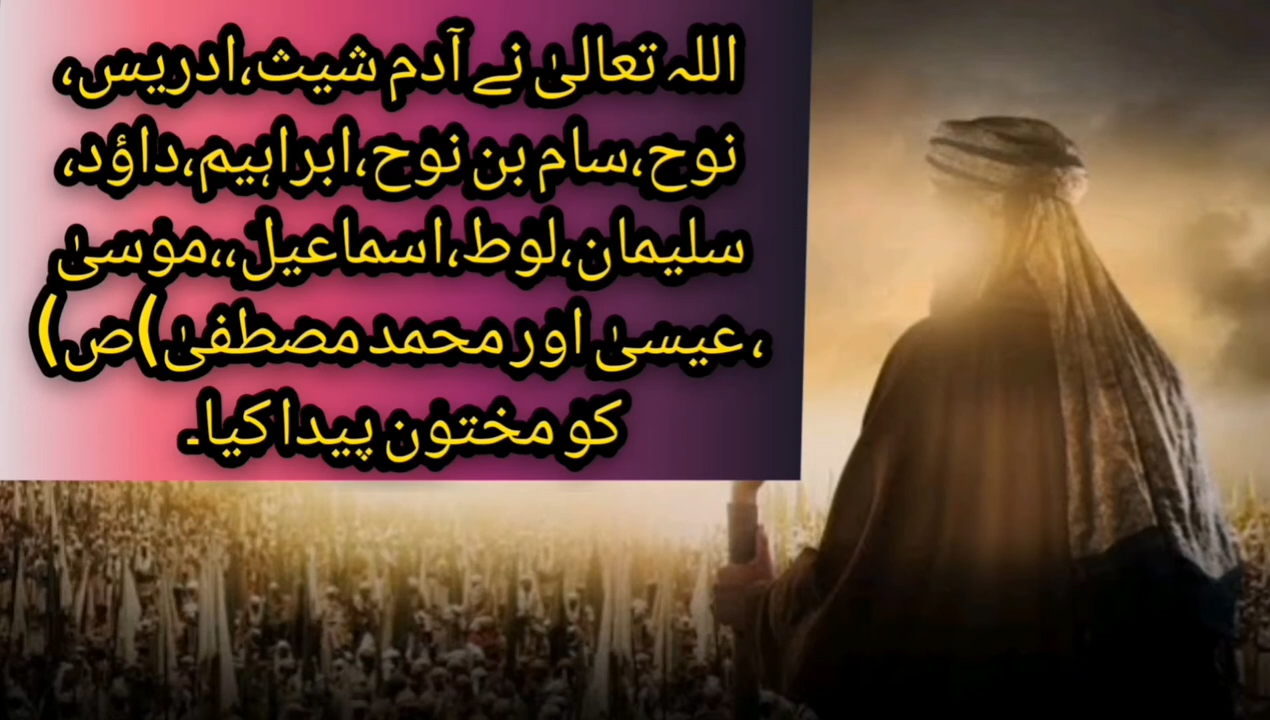 اللہ تعالیٰ نے آدم شیث،ادریس،
نوح،سام بن نوح،ابراہیم،داؤد،
سلیمان،لوط،اسماعیل،،موسیٰ
،عیسیٰ اور محمد مصطفیٰ)ص)
کو مختون پیدا کیا۔